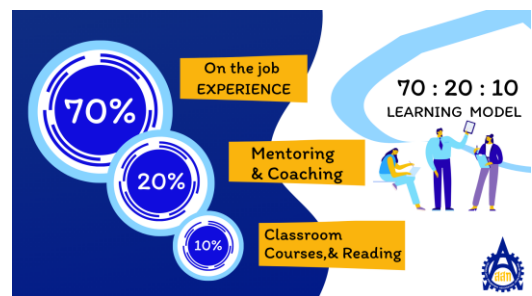 70%
On the job
EXPERIENCE
20%
Mentoring
& Coaching
10%
Classroom
Courses,& Reading
70 : 20 : 10
LEARNING MODEL